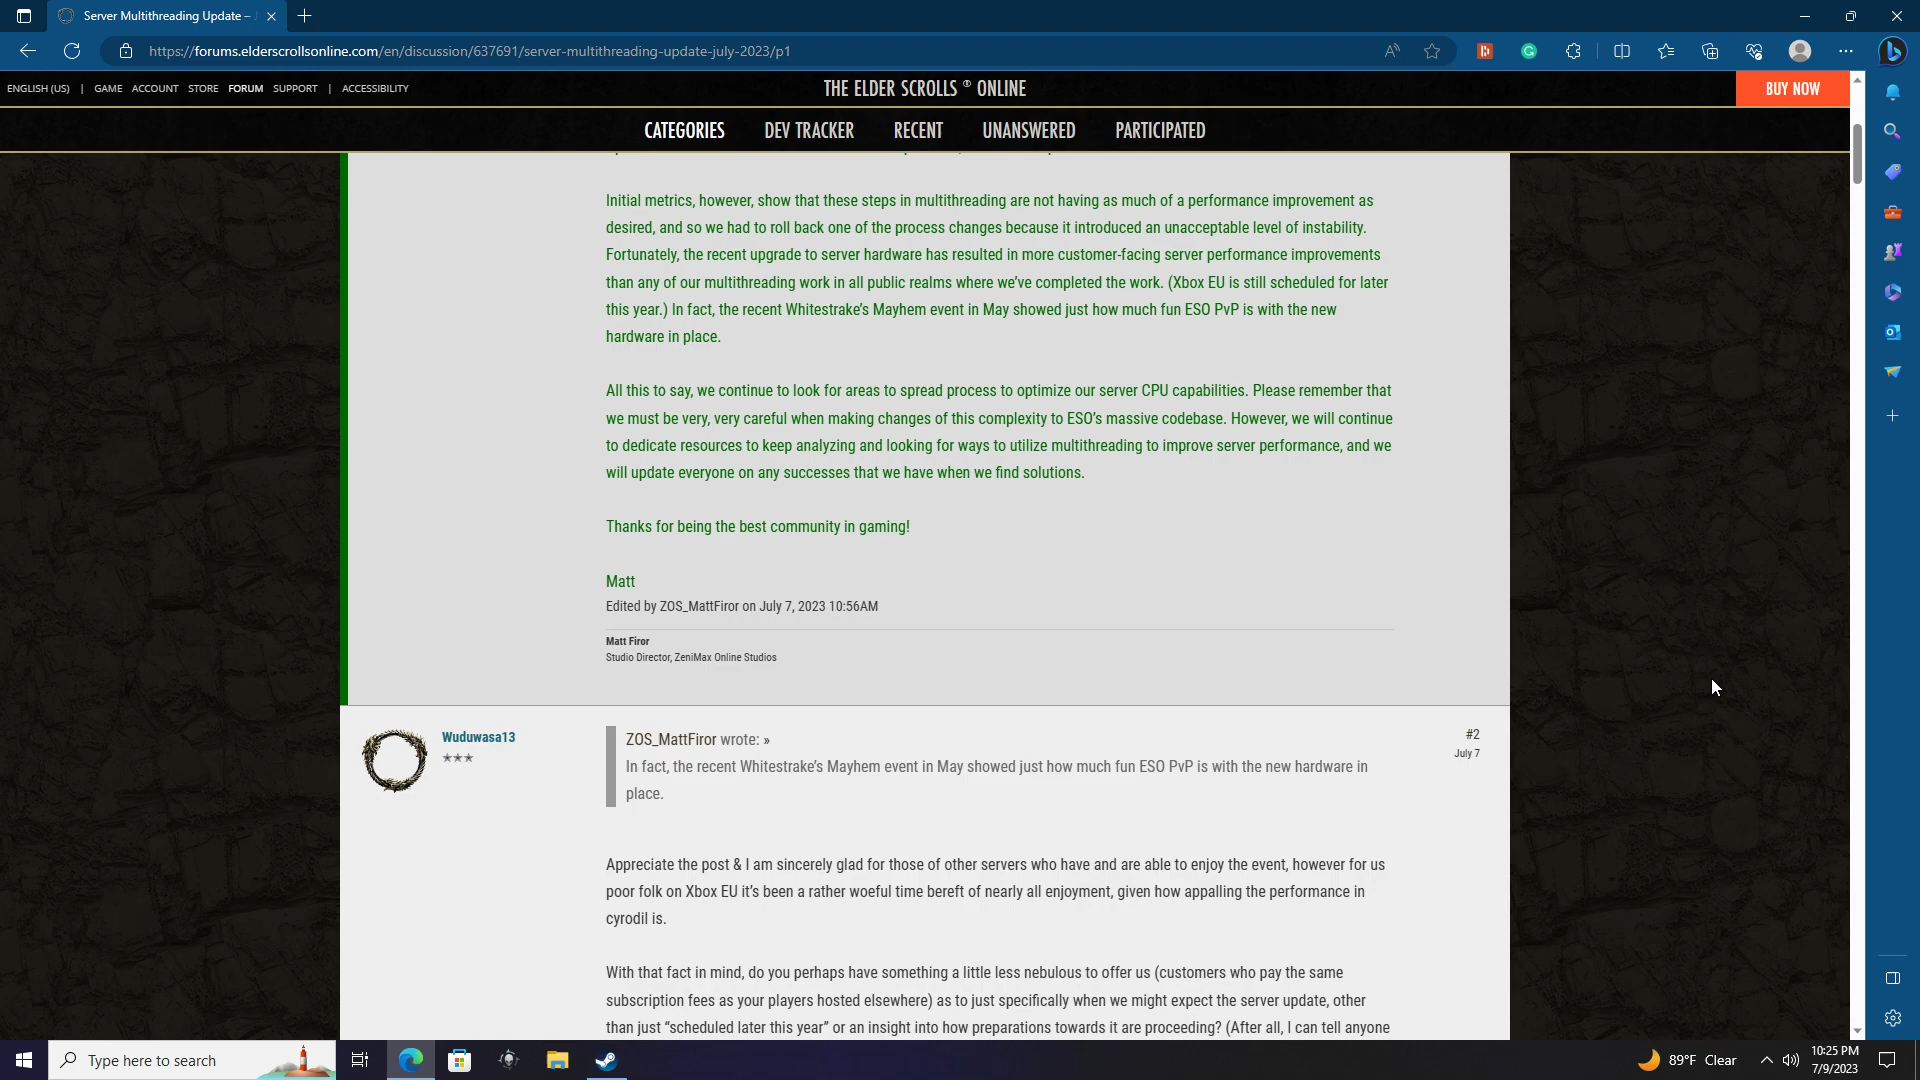 Server Multithreading Update –
https://forums.elderscrollsonline.com/en/discussion/637691/server-multithreading-update-july-2023/p1
ENGLISH (US) | GAME ACCOUNT STORE FORUM SUPPORT | ACCESSIBILITY
THE ELDER SCROLLS ® ONLINE
BUY NOW
CATEGORIES DEV TRACKER RECENT UNANSWERED PARTICIPATED
Initial metrics, however, show that these steps in multithreading are not having as much of a performance improvement as
desired, and so we had to roll back one of the process changes because it introduced an unacceptable level of instability.
Fortunately, the recent upgrade to server hardware has resulted in more customer-facing server performance improvements
than any of our multithreading work in all public realms where we've completed the work. (Xbox EU is still scheduled for later
this year.) In fact, the recent Whitestrake's Mayhem event in May showed just how much fun ESO PvP is with the new
hardware in place.
All this to say, we continue to look for areas to spread process to optimize our server CPU capabilities. Please remember that
we must be very, very careful when making changes of this complexity to ESO's massive codebase. However, we will continue
to dedicate resources to keep analyzing and looking for ways to utilize multithreading to improve server performance, and we
will update everyone on any successes that we have when we find solutions.
Thanks for being the best community in gaming!
Matt
Edited by ZOS_MattFiror on July 7, 2023 10:56AM
Matt Firor
Studio Director, ZeniMax Online Studios
Wuduwasa13
★★★
#2
July 7
ZOS_MattFiror wrote: »
In fact, the recent Whitestrake's Mayhem event in May showed just how much fun ESO PvP is with the new hardware in
place.
Appreciate the post & I am sincerely glad for those of other servers who have and are able to enjoy the event, however for us
poor folk on Xbox EU it's been a rather woeful time bereft of nearly all enjoyment, given how appalling the performance in
cyrodil is.
With that fact in mind, do you perhaps have something a little less nebulous to offer us (customers who pay the same
subscription fees as your players hosted elsewhere) as to just specifically when we might expect the server update, other
than just “scheduled later this year” or an insight into how preparations towards it are proceeding? (After all, I can tell anyone
Type here to search
89°F Clear
10:25 PM
7/9/2023